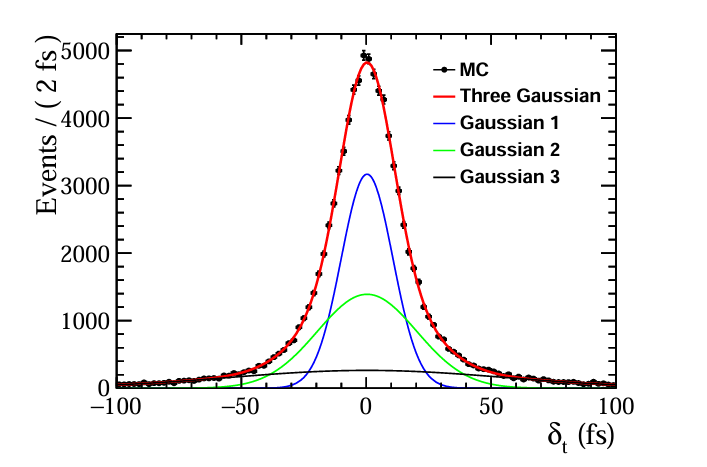 Events / ( 2 fs )
5000
4000
3000
2000
1000
0
−100
−50
0
50
100
δt (fs)
MC
Three Gaussian
Gaussian 1
Gaussian 2
Gaussian 3